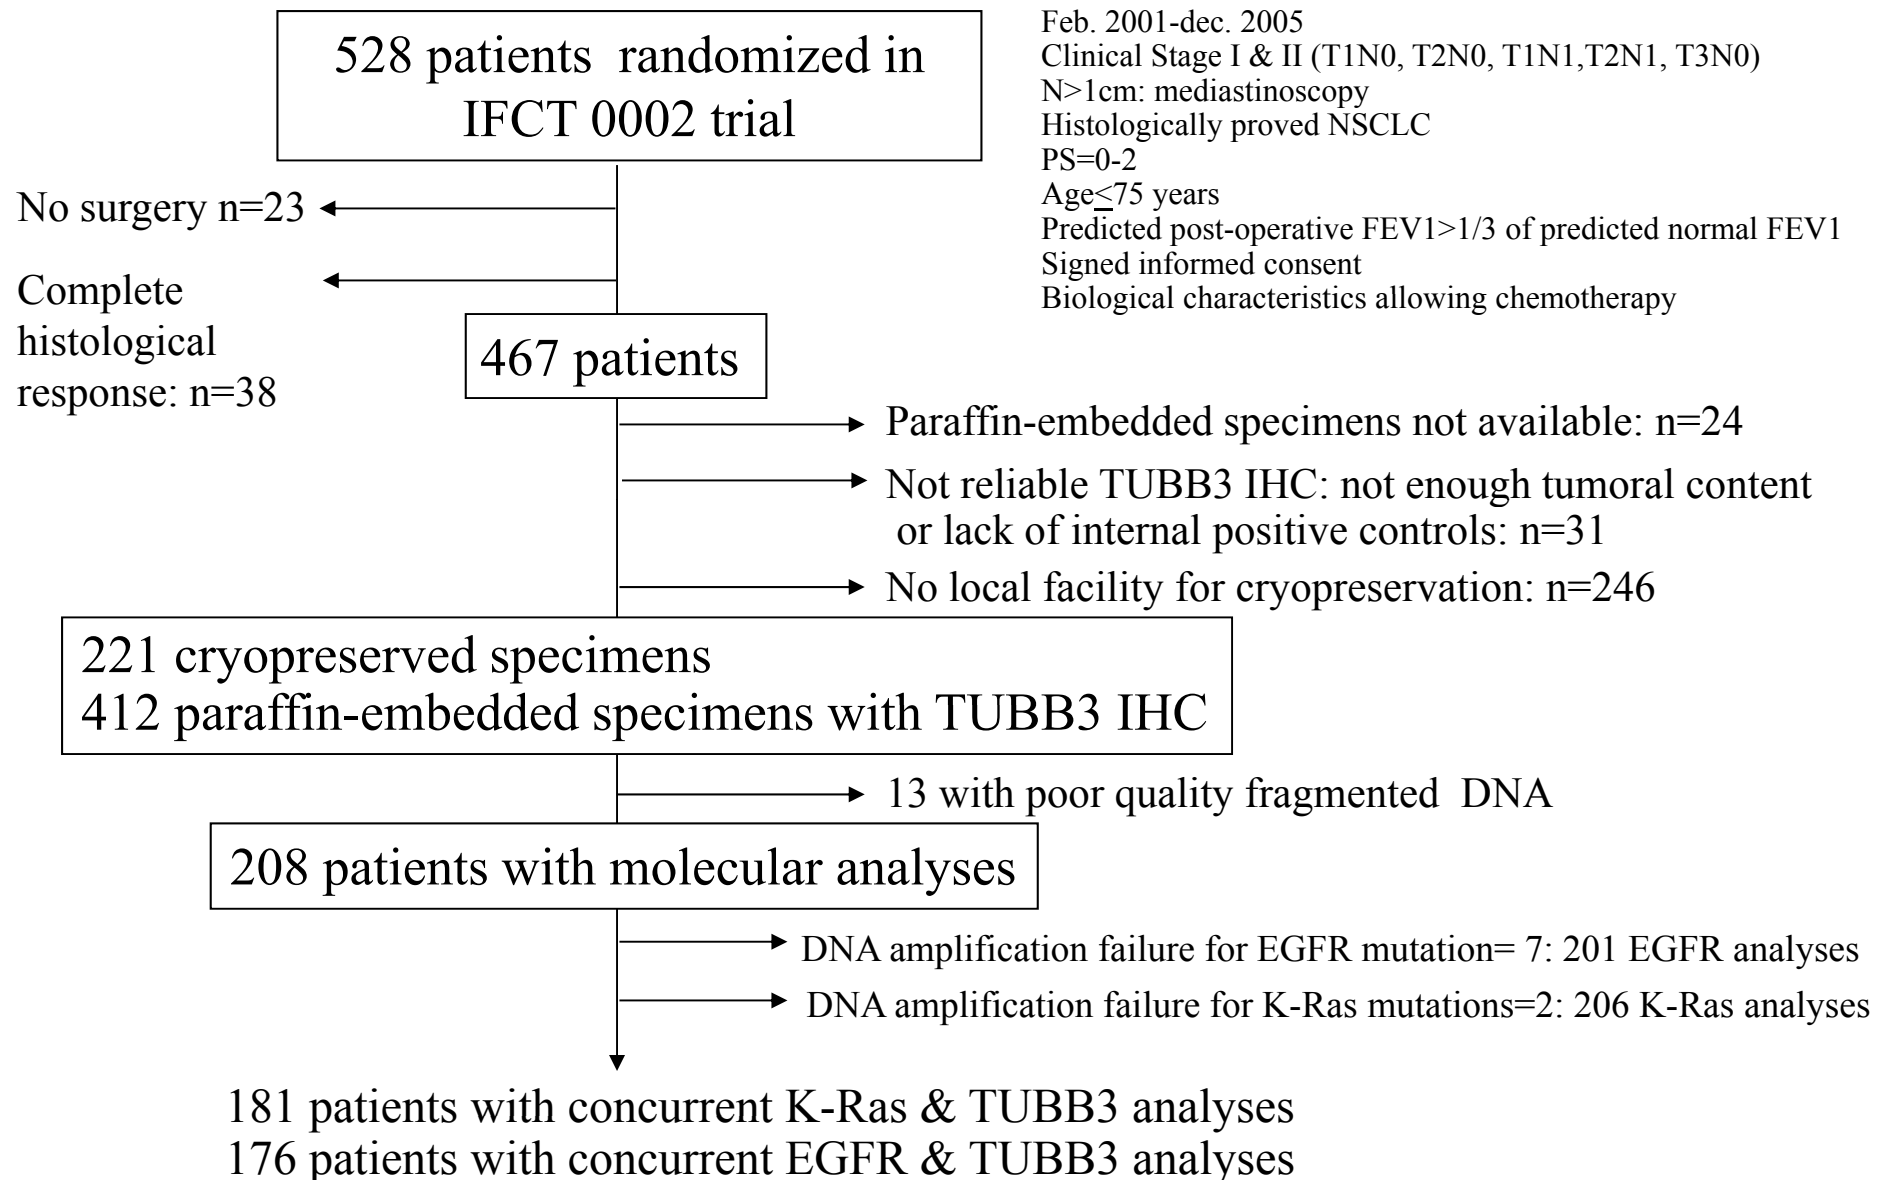 528 patients randomized in
IFCT 0002 trial
Feb. 2001-dec. 2005
Clinical Stage I & II (T1N0, T2N0, T1N1,T2N1, T3N0)
N>1cm: mediastinoscopy
Histologically proved NSCLC
PS=0-2
Age≤75 years
Predicted post-operative FEV1>1/3 of predicted normal FEV1
Signed informed consent
Biological characteristics allowing chemotherapy
No surgery n=23
Complete
histological
response: n=38
467 patients
Paraffin-embedded specimens not available: n=24
Not reliable TUBB3 IHC: not enough tumoral content
or lack of internal positive controls: n=31
No local facility for cryopreservation: n=246
221 cryopreserved specimens
412 paraffin-embedded specimens with TUBB3 IHC
13 with poor quality fragmented DNA
208 patients with molecular analyses
DNA amplification failure for EGFR mutation= 7: 201 EGFR analyses
DNA amplification failure for K-Ras mutations=2: 206 K-Ras analyses
181 patients with concurrent K-Ras & TUBB3 analyses
176 patients with concurrent EGFR & TUBB3 analyses